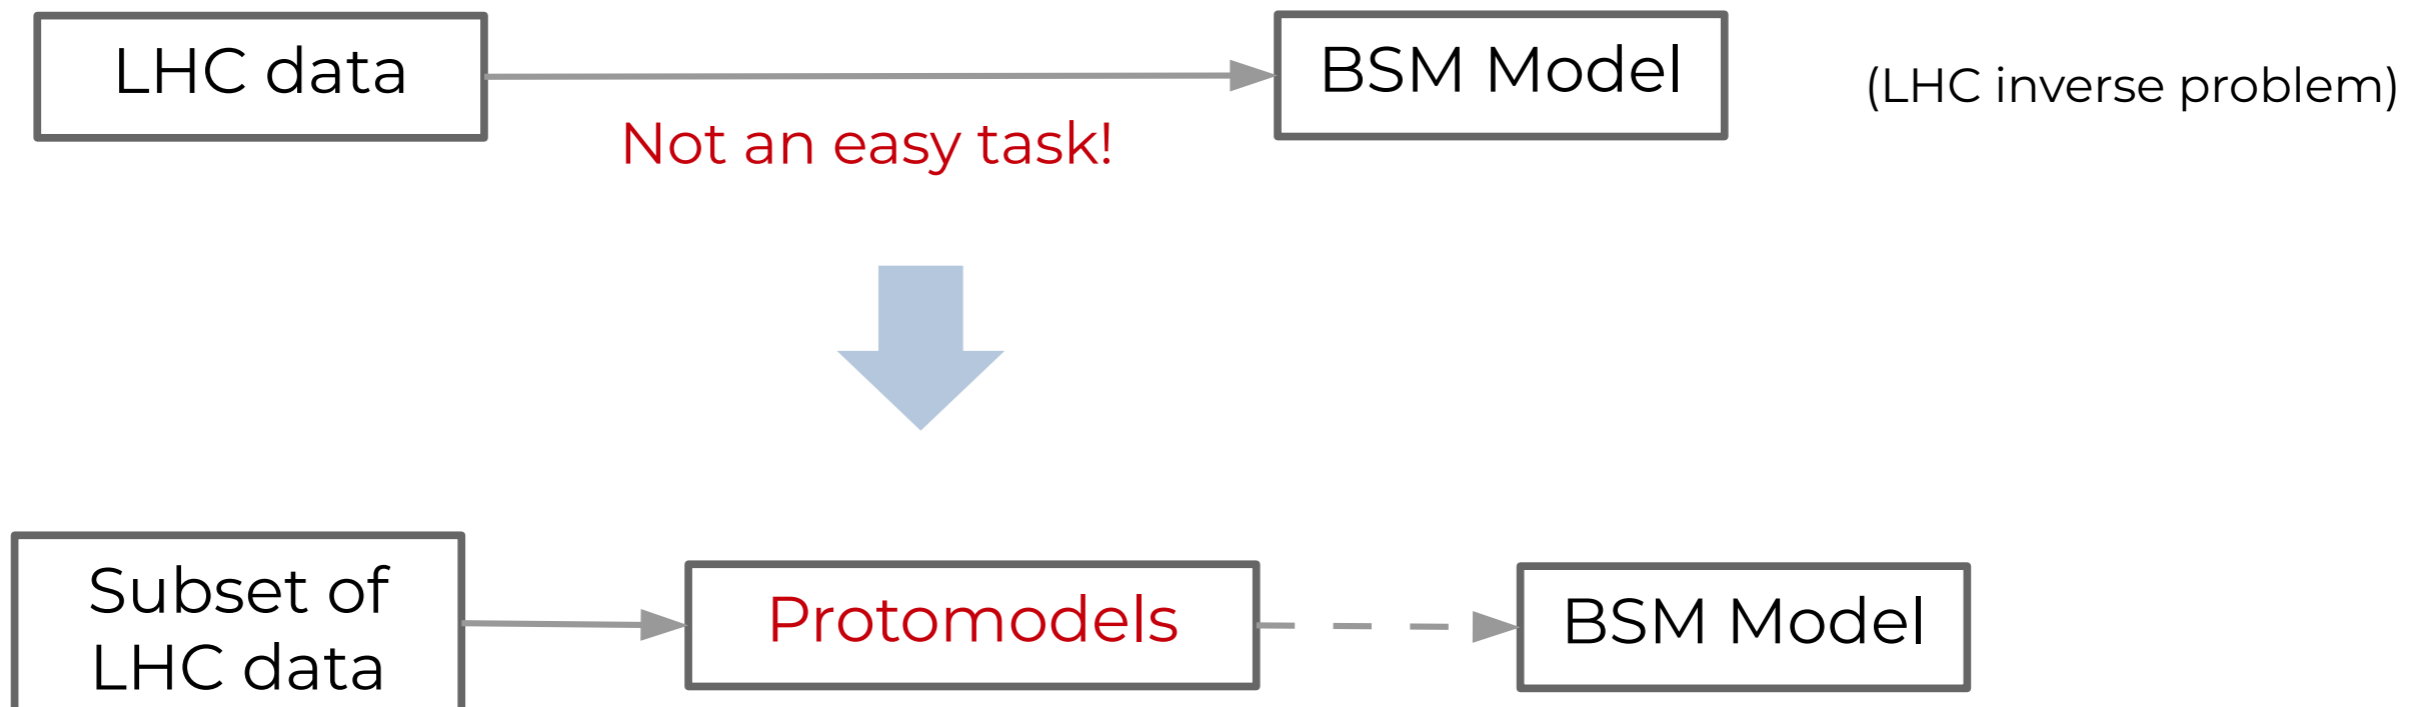 LHC data
BSM Model
(LHC inverse problem)
Not an easy task!
Subset of
LHC data
Protomodels
BSM Model